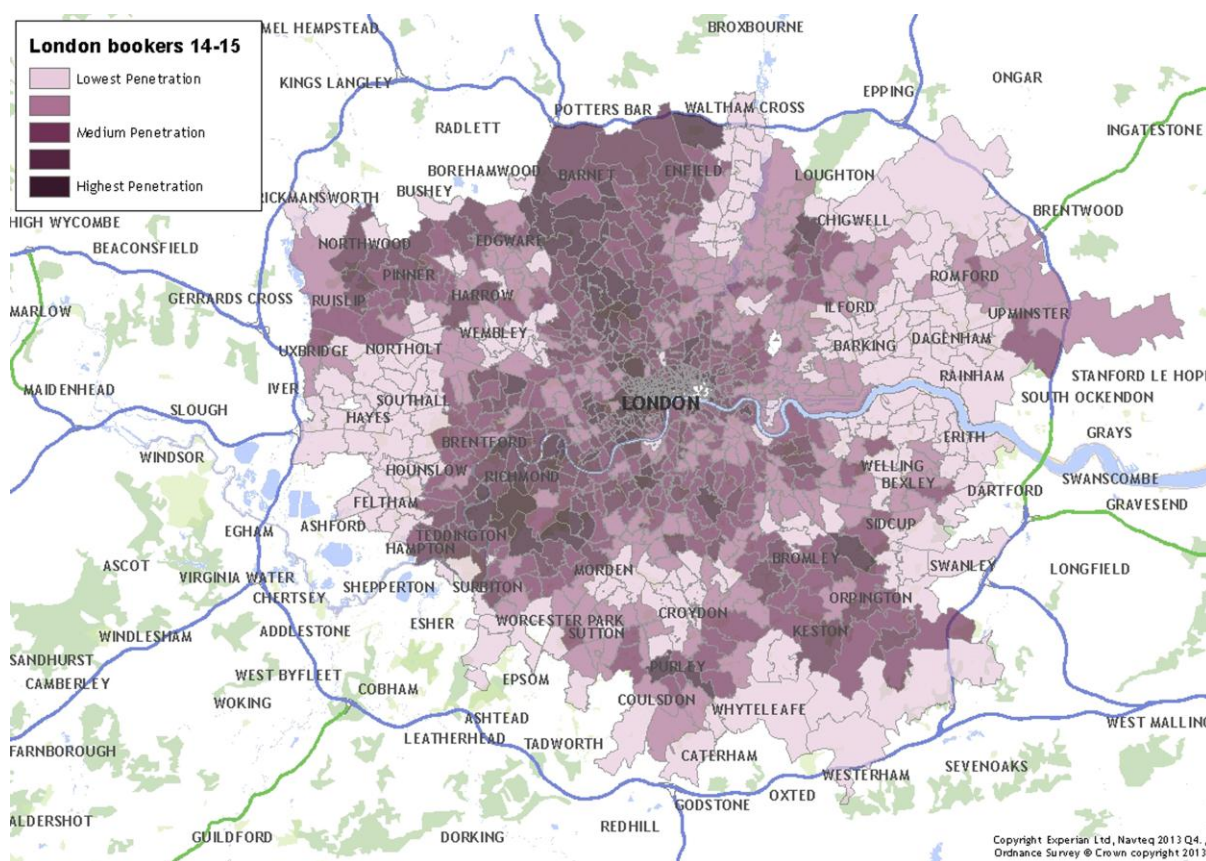 London bookers 14-15
Lowest Penetration
Medium Penetration
Highest Penetration
MEL HEMPSTEAD
BROXBOURNE
KINGS LANGLEY
EPPING
ONGAR
POTTERS BAR
WALTHAM CROSS
RADLETT
INGATESTONE
BOREHAMWOOD
BARNET
ENFIELD
LOUGHTON
RICKMANSWORTH
BUSHEY
HIGH WYCOMBE
CHIGWELL
BRENTWOOD
BEACONSFIELD
NORTHWOOD
EDGWARE
PINNER
ROMFORD
GERRARDS CROSS
RUISLIP
HARROW
ILFORD
MARLOW
UPMINSTER
WEMBLEY
UXBRIDGE
NORTHOLT
BARKING
DAGENHAM
MAIDENHEAD
IVER
RAINHAM
STANFORD LE HOPE
SLOUGH
SOUTHALL
LONDON
SOUTH OCKENDON
HAYES
BRENTFORD
ERITH
GRAYS
WINDSOR
HOUNSLOW
RICHMOND
WELLING
BEXLEY
SWANSCOMBE
FELTHAM
DARTFORD
GRAVESEND
EGHAM
ASHFORD
TEDDINGTON
SIDCUP
HAMPTON
ASCOT
BROMLEY
VIRGINIA WATER
SHEPPERTON
SURBITON
MORDEN
SWANLEY
LONGFIELD
CHERTSEY
ORPINGTON
CROYDON
ESHER
WORCESTER PARK
WINDLESHAM
ADDLESTONE
SUTTON
KESTON
SANDHURST
PURLEY
CAMBERLEY
WEST BYFLEET
EPSOM
COBHAM
COULSDON
WOKING
WHYTELEAFE
ASHTEAD
WEST MALLING
LEATHERHEAD
TADWORTH
FARNBOROUGH
CATERHAM
WESTERHAM
SEVENOAKS
OXTED
GODSTONE
ALDERSHOT
REDHILL
GUILDFORD
DORKING
Copyright Experian Ltd, Navteq 2013 Q4.
Ordnance Survey © Crown copyright 2013